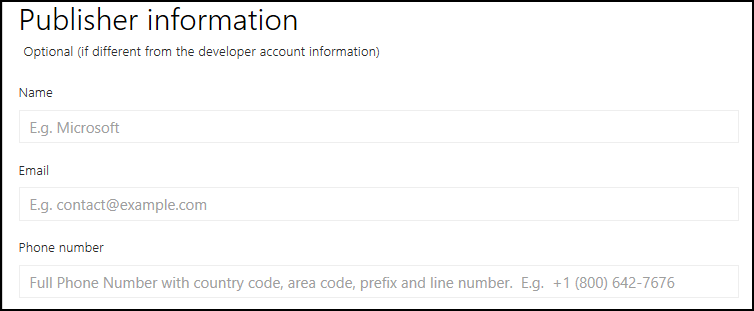 Publisher information
Optional (if different from the developer account information)
Name
E.g. Microsoft
Email
E.g. contact@example.com
Phone number
Full Phone Number with country code, area code, prefix and line number.  E.g.  +1 (800) 642-7676